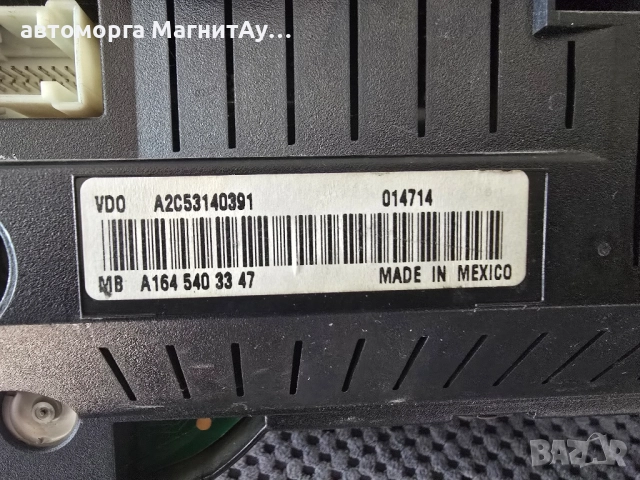 автоморга МагнитАу...
VDO A2C53140391 014714
MB A164 540 33 47 MADE IN MEXICO
BAZAR